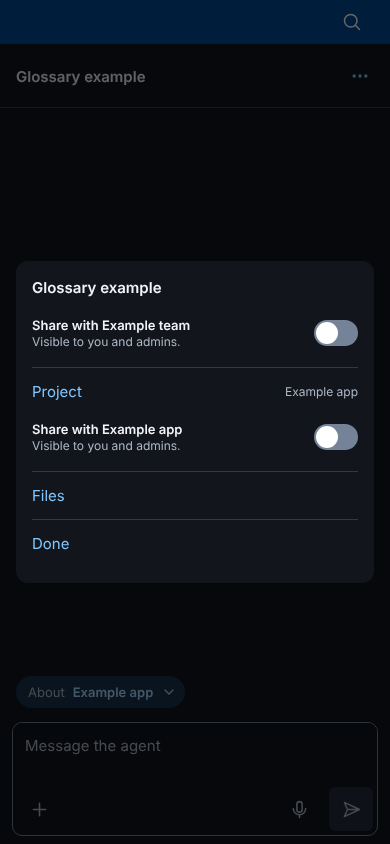 Glossary example
Glossary example
Share with Example team
Visible to you and admins.
Project
Example app
Share with Example app
Visible to you and admins.
Files
Done
About Example app
Message the agent